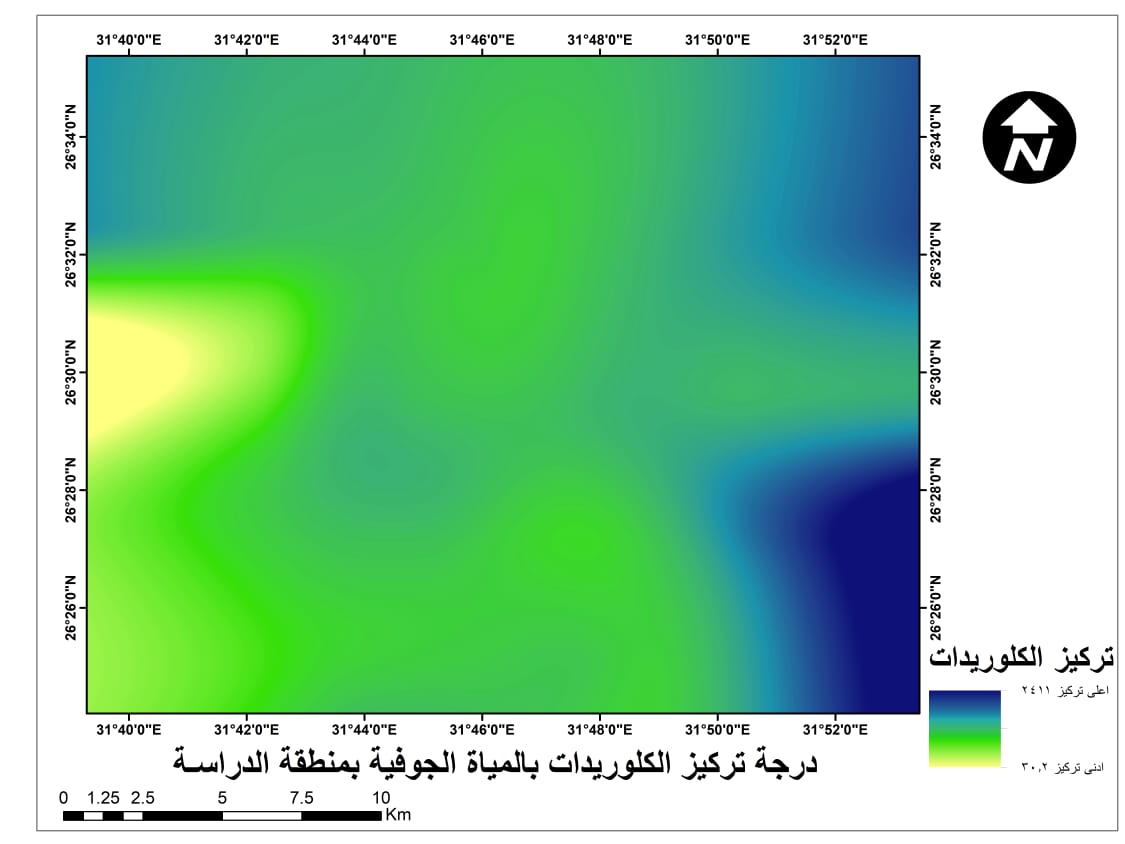 31°40'0"E 31°42'0"E 31°44'0"E 31°46'0"E 31°48'0"E 31°50'0"E 31°52'0"E
26°34'0"N 26°34'0"N
N
26°32'0"N 26°32'0"N
26°30'0"N 26°30'0"N
26°28'0"N 26°28'0"N
26°26'0"N 26°26'0"N
تركيز الكلوريدات
اعلى تركيز ٢٤١١
ادنى تركيز ٣٠,٢
31°40'0"E 31°42'0"E 31°44'0"E 31°46'0"E 31°48'0"E 31°50'0"E 31°52'0"E
درجة تركيز الكلوريدات بالمياة الجوفية بمنطقة الدراسة
0 1.25 2.5 5 7.5 10
Km